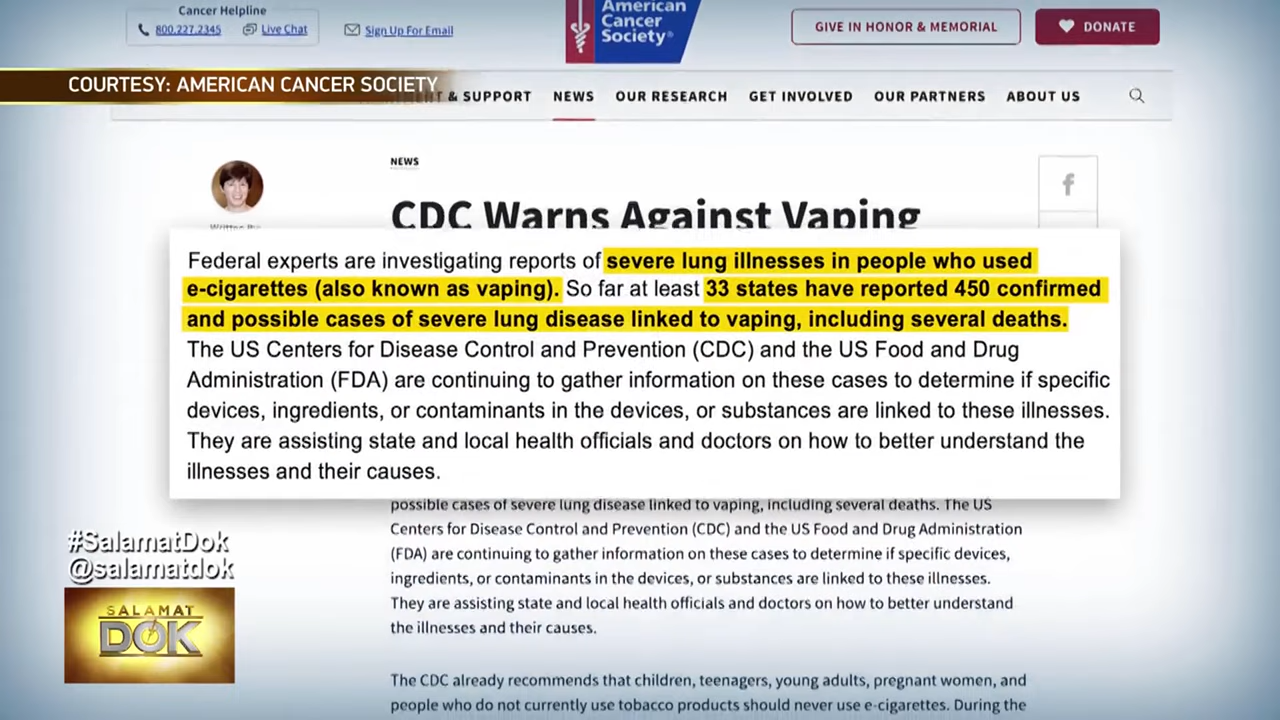 Cancer Helpline
800.227.2345 Live Chat
Sign Up For Email
American
Cancer
Society®
GIVE IN HONOR & MEMORIAL
DONATE
COURTESY: AMERICAN CANCER SOCIETY
& SUPPORT NEWS OUR RESEARCH GET INVOLVED OUR PARTNERS ABOUT US
NEWS
CDC Warns Against Vaping
Federal experts are investigating reports of severe lung illnesses in people who used
e-cigarettes (also known as vaping). So far at least 33 states have reported 450 confirmed
and possible cases of severe lung disease linked to vaping, including several deaths.
The US Centers for Disease Control and Prevention (CDC) and the US Food and Drug
Administration (FDA) are continuing to gather information on these cases to determine if specific
devices, ingredients, or contaminants in the devices, or substances are linked to these illnesses.
They are assisting state and local health officials and doctors on how to better understand the
illnesses and their causes.
possible cases of severe lung disease linked to vaping, including several deaths. The US
Centers for Disease Control and Prevention (CDC) and the US Food and Drug Administration
(FDA) are continuing to gather information on these cases to determine if specific devices,
ingredients, or contaminants in the devices, or substances are linked to these illnesses.
They are assisting state and local health officials and doctors on how to better understand
the illnesses and their causes.
The CDC already recommends that children, teenagers, young adults, pregnant women, and
people who do not currently use tobacco products should never use e-cigarettes. During the
#SalamatDok
@salamatdok
SALAMAT
DOK